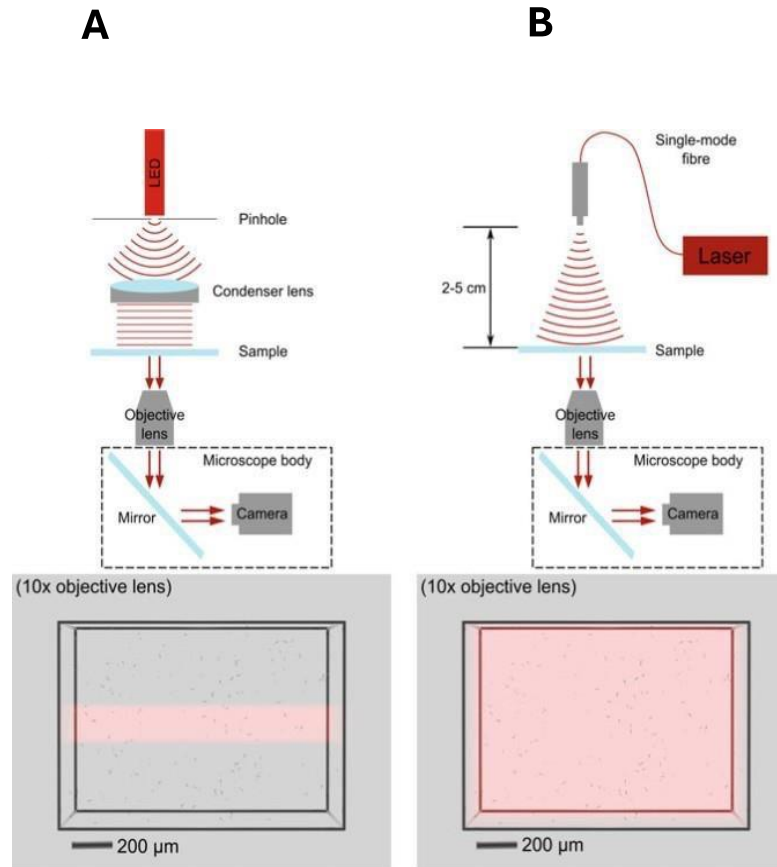 A
B
LED
Pinhole
Condenser lens
Sample
Objective
lens
Microscope body
Mirror
Camera
(10x objective lens)
200 μm
Single-mode
fibre
Laser
2-5 cm
Sample
Objective
lens
Microscope body
Mirror
Camera
(10x objective lens)
200 μm